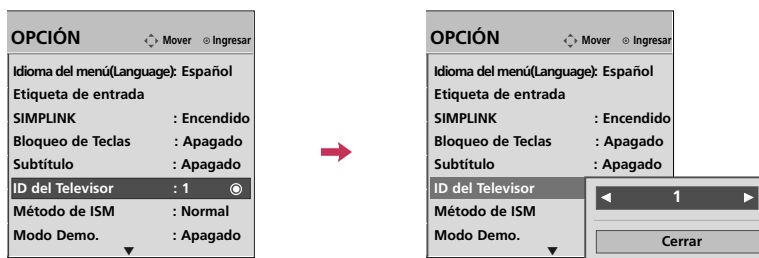 OPCIÓN Mover Ingresar
Idioma del menú(Language): Español
Etiqueta de entrada
SIMPLINK : Encendido
Bloqueo de Teclas : Apagado
Subtítulo : Apagado
ID del Televisor : 1
Método de ISM : Normal
Modo Demo. : Apagado
OPCIÓN Mover Ingresar
Idioma del menú(Language): Español
Etiqueta de entrada
SIMPLINK : Encendido
Bloqueo de Teclas : Apagado
Subtítulo : Apagado
ID del Televisor
Método de ISM
Modo Demo.
1
Cerrar